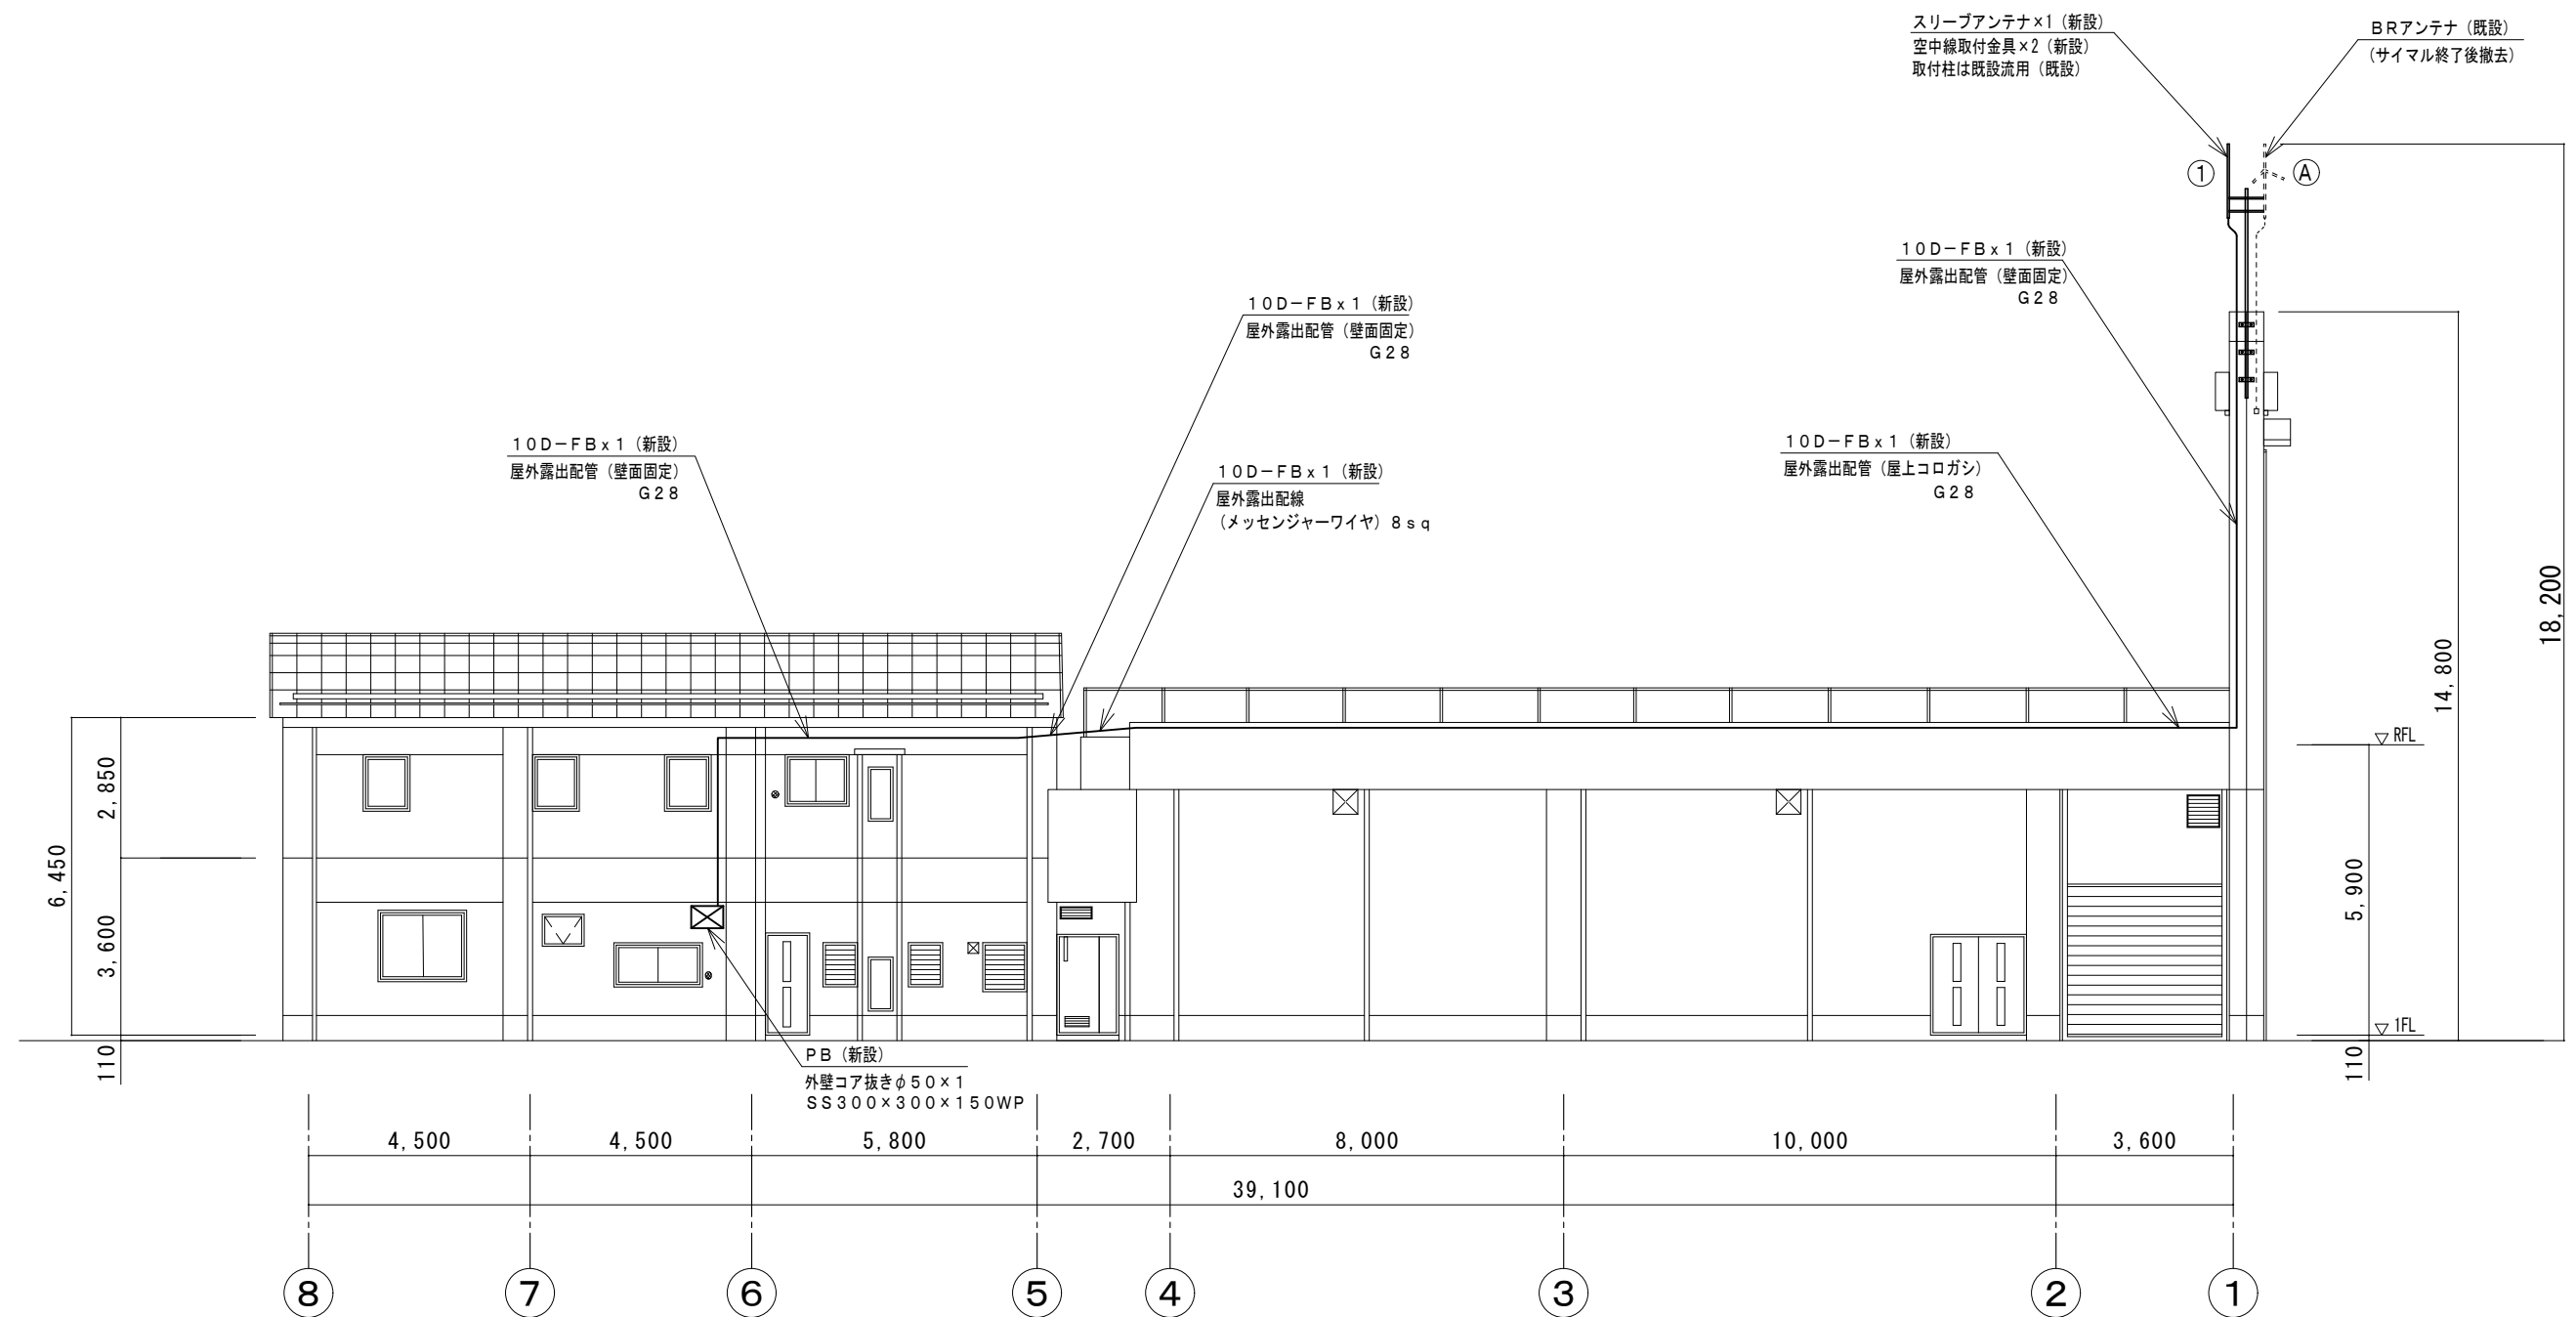 スリーブアンテナ×1（新設）
空中線取付金具×2（新設）
取付柱は既設流用（既設）
ＢＲアンテナ（既設）
（サイマル終了後撤去）
①
Ⓐ
１０Ｄ－ＦＢｘ１（新設）
屋外露出配管（壁面固定）
Ｇ２８
１０Ｄ－ＦＢｘ１（新設）
屋外露出配管（壁面固定）
Ｇ２８
１０Ｄ－ＦＢｘ１（新設）
屋外露出配管（壁面固定）
Ｇ２８
１０Ｄ－ＦＢｘ１（新設）
屋外露出配線
（メッセンジャーワイヤ）８ｓｑ
１０Ｄ－ＦＢｘ１（新設）
屋外露出配管（屋上コロガシ）
Ｇ２８
18,200
14,800
▽ RFL
5,900
▽ 1FL
110
6,450
2,850
3,600
110
ＰＢ（新設）
外壁コア抜きφ５０×１
ＳＳ３００×３００×１５０WP
4,500
4,500
5,800
2,700
8,000
10,000
3,600
39,100
⑧
⑦
⑥
⑤
④
③
②
①